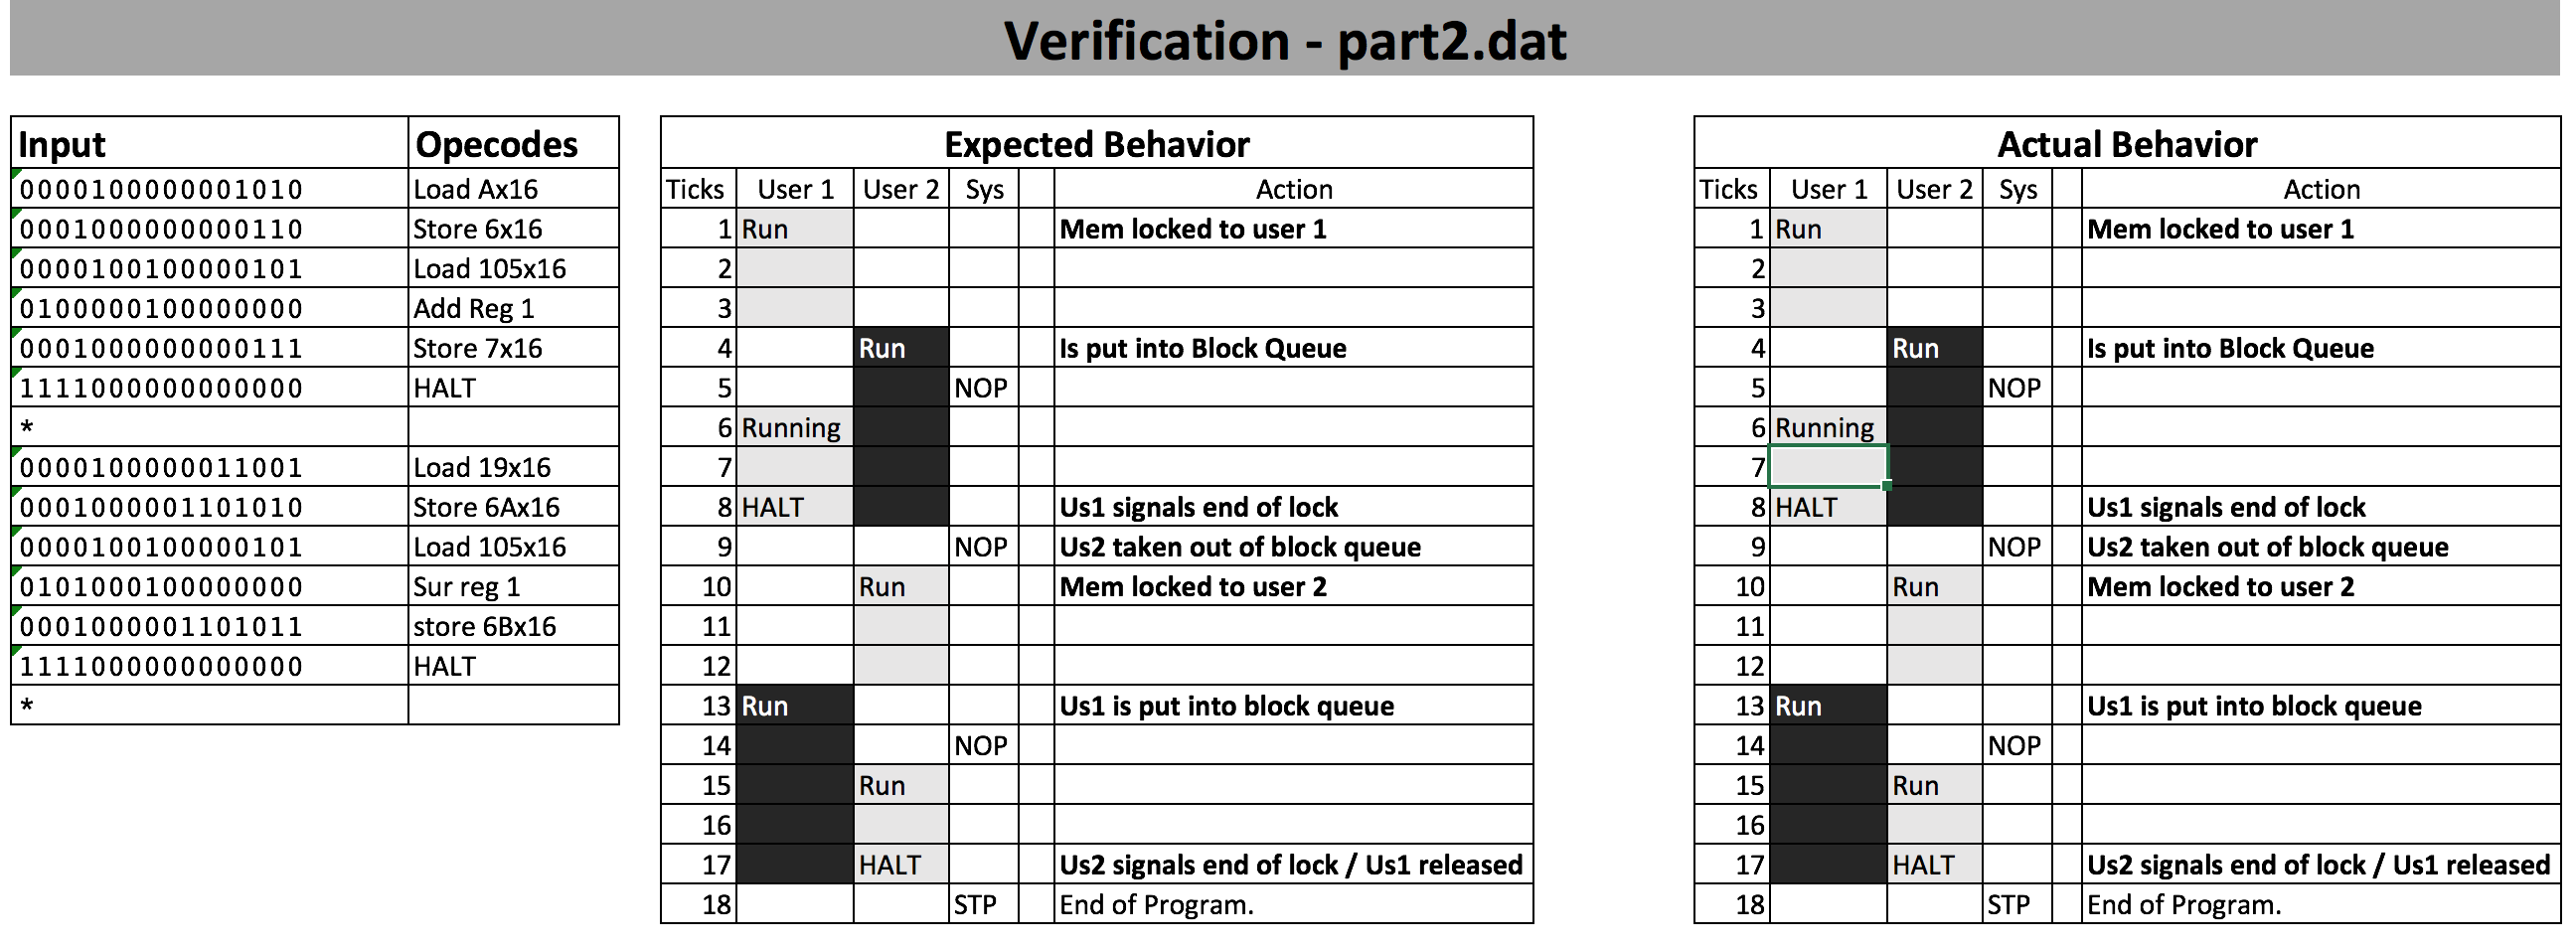 Verification - part2.dat
Input Opecodes
0000100000001010 Load Ax16
0001000000000110 Store 6x16
0000100100000101 Load 105x16
0100000100000000 Add Reg 1
0001000000000111 Store 7x16
1111000000000000 HALT
*
0000100000011001 Load 19x16
0001000001101010 Store 6Ax16
0000100100000101 Load 105x16
0101000100000000 Sur reg 1
0001000001101011 store 6Bx16
1111000000000000 HALT
*
Expected Behavior
Ticks User 1 User 2 Sys Action
1 Run Mem locked to user 1
2
3
4 Run Is put into Block Queue
5 NOP
6 Running
7
8 HALT Us1 signals end of lock
9 NOP Us2 taken out of block queue
10 Run Mem locked to user 2
11
12
13 Run Us1 is put into block queue
14 NOP
15 Run
16
17 HALT Us2 signals end of lock / Us1 released
18 STP End of Program.
Actual Behavior
Ticks User 1 User 2 Sys Action
1 Run Mem locked to user 1
2
3
4 Run Is put into Block Queue
5 NOP
6 Running
7
8 HALT Us1 signals end of lock
9 NOP Us2 taken out of block queue
10 Run Mem locked to user 2
11
12
13 Run Us1 is put into block queue
14 NOP
15 Run
16
17 HALT Us2 signals end of lock / Us1 released
18 STP End of Program.